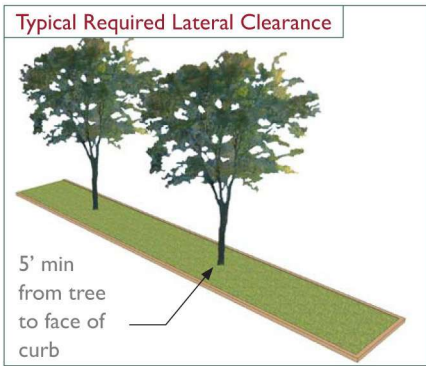 Typical Required Lateral Clearance
5’ min
from tree
to face of
curb